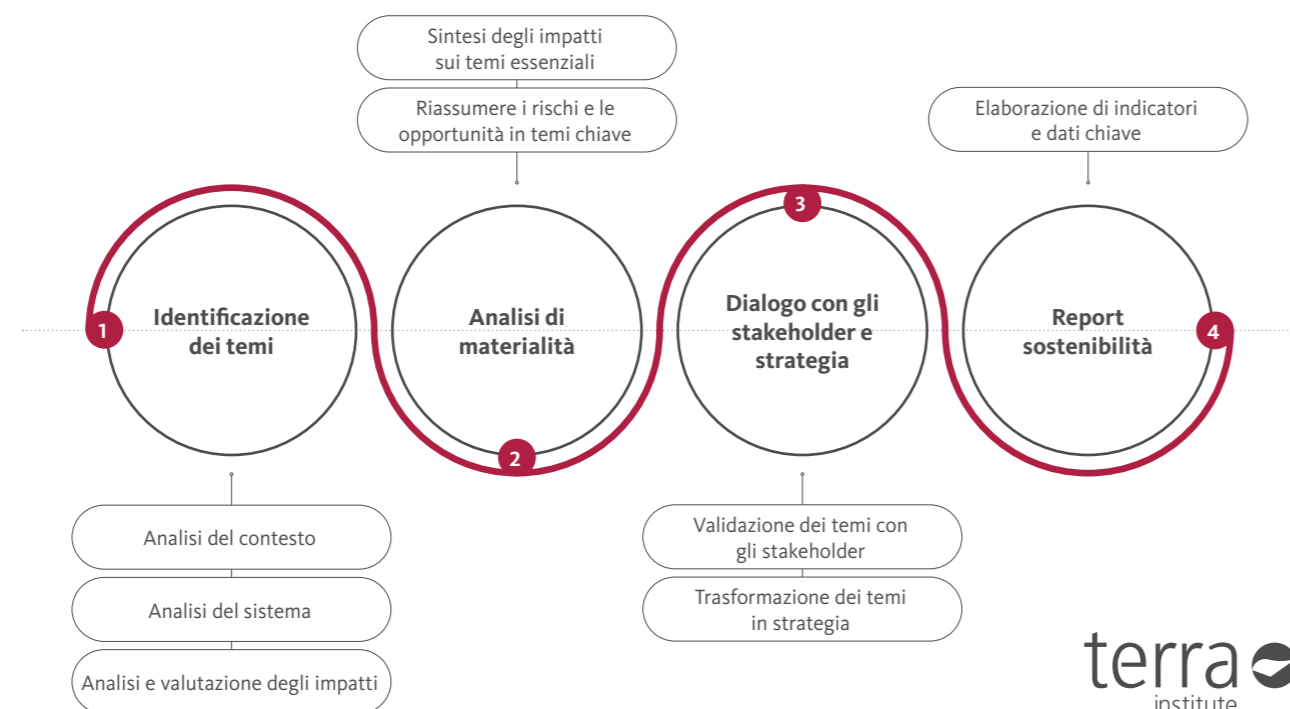 Sintesi degli impatti
sui temi essenziali
Riassumere i rischi e le
opportunità in temi chiave
Elaborazione di indicatori
e dati chiave
1
Identificazione
dei temi
Analisi di
materialità
2
3
Dialogo con gli
stakeholder e
strategia
Report
sostenibilità
4
Analisi del contesto
Analisi del sistema
Analisi e valutazione degli impatti
Validazione dei temi con
gli stakeholder
Trasformazione dei temi
in strategia
terra
institute